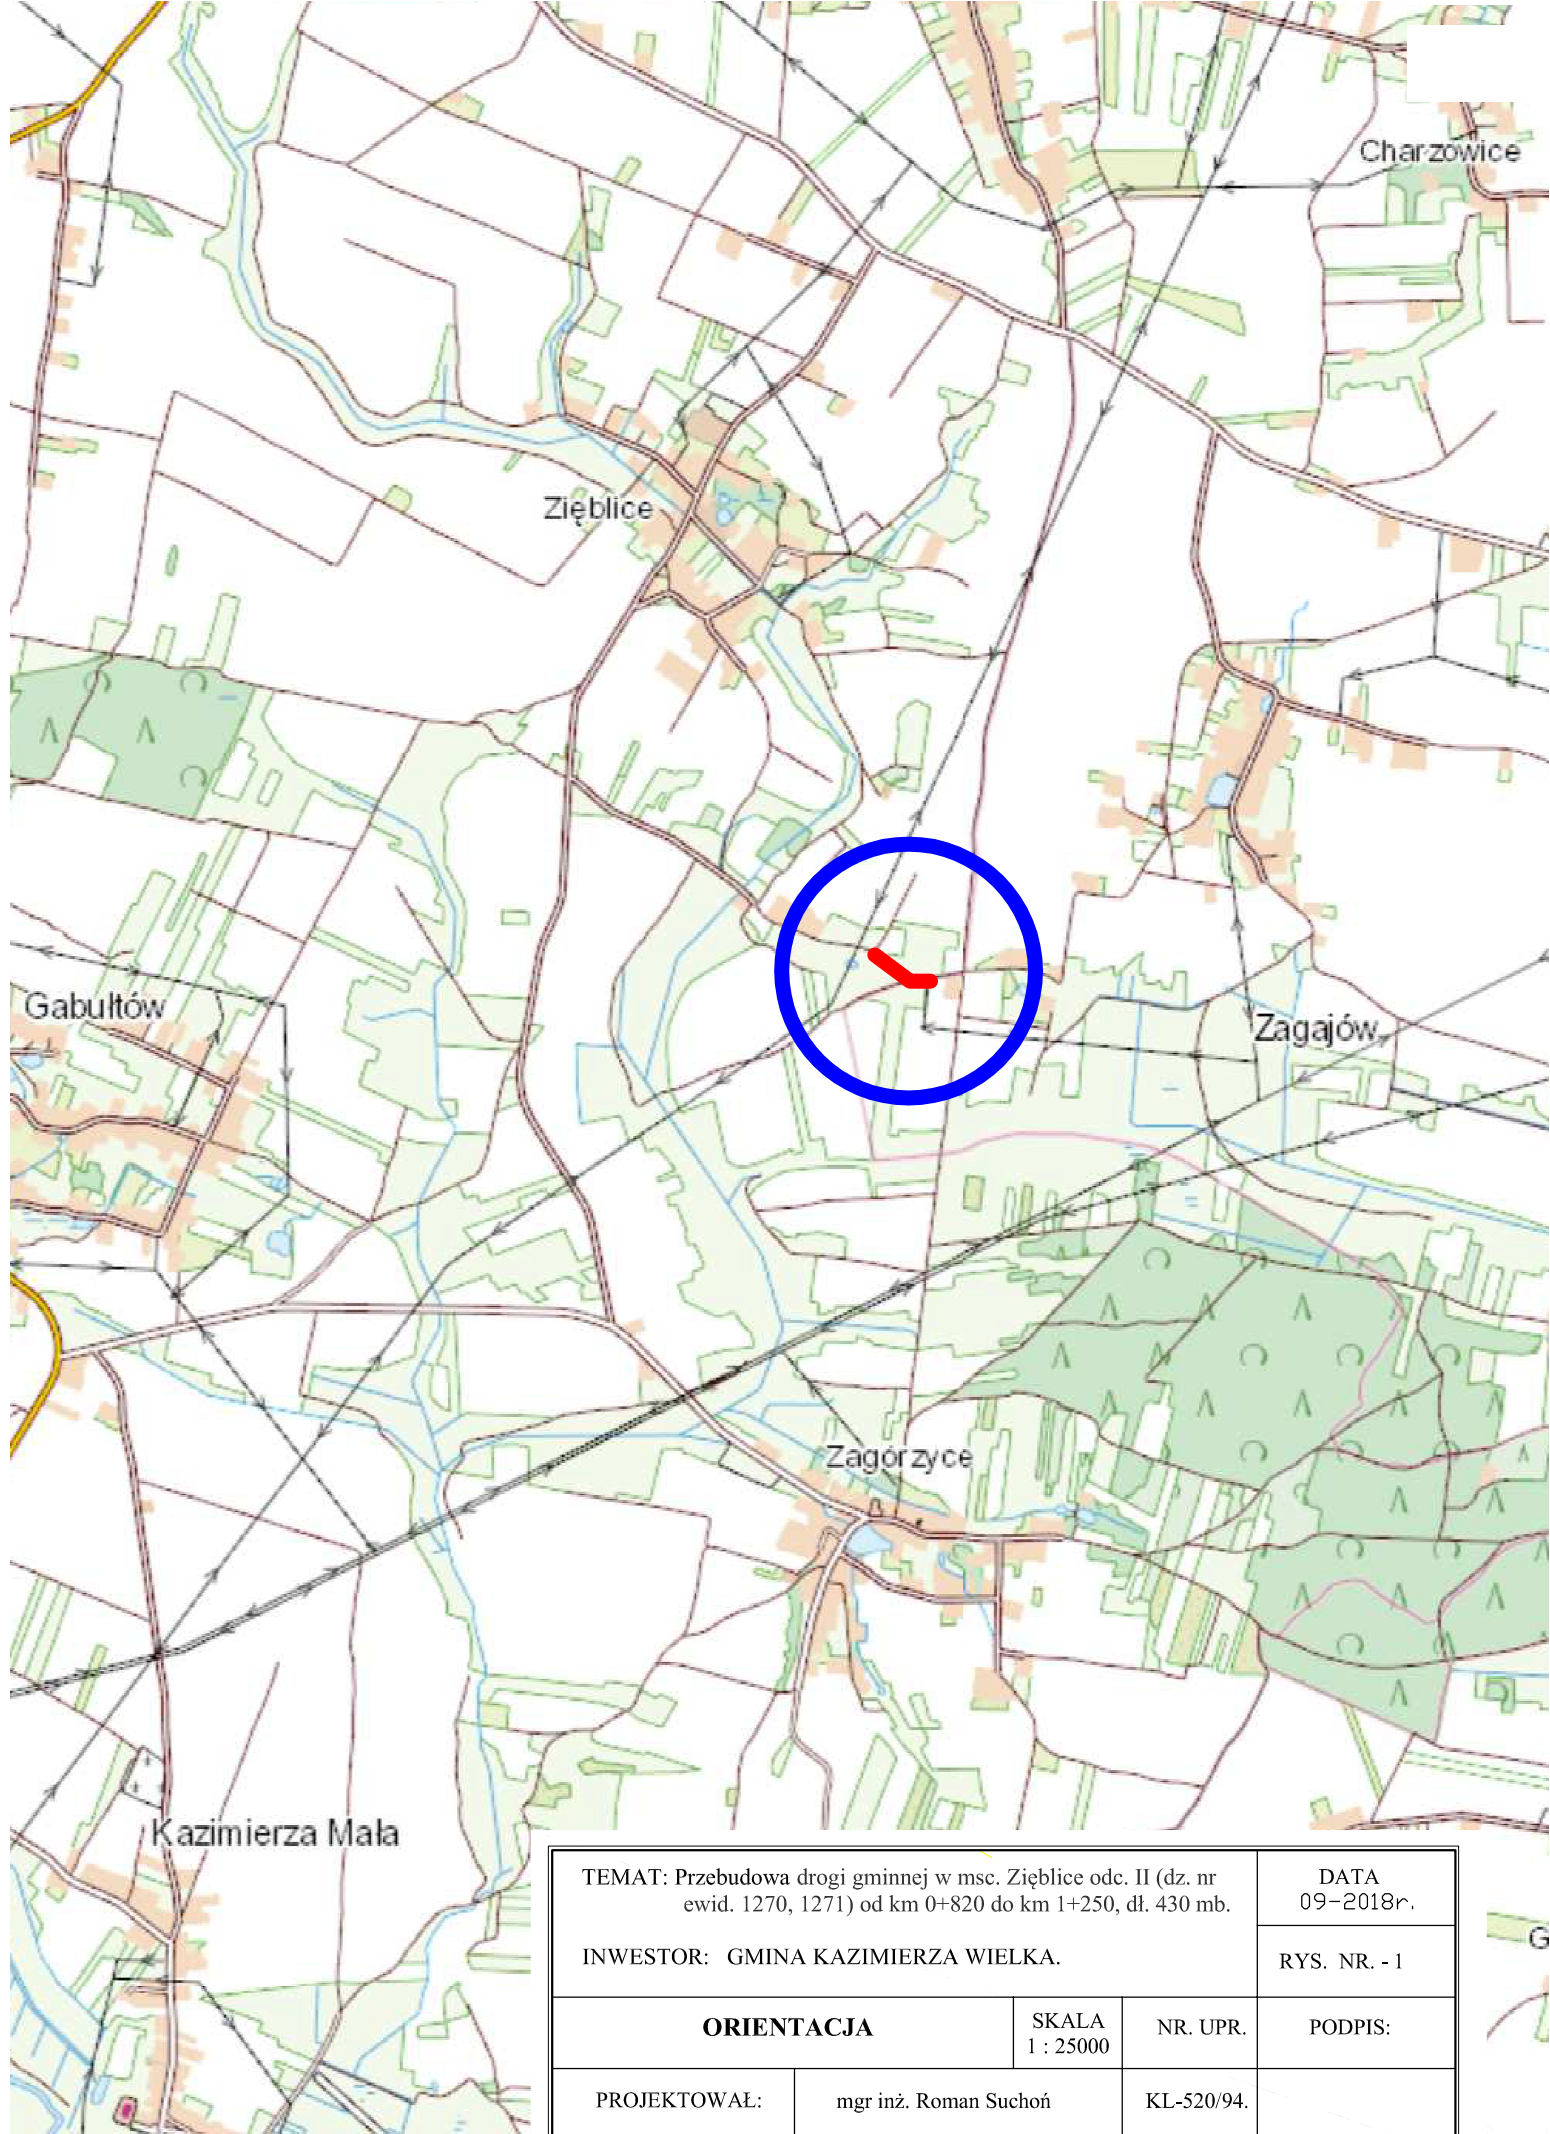 Charzowice
Zięblice
Gabułtów
Zagajów
Zagórzyce
Kazimierza Mała
G
TEMAT: Przebudowa drogi gminnej w msc. Zięblice odc. II (dz. nr
ewid. 1270, 1271) od km 0+820 do km 1+250, dł. 430 mb.
DATA
09-2018r.
INWESTOR: GMINA KAZIMIERZA WIELKA.
RYS. NR. - 1
ORIENTACJA
SKALA
1 : 25000
NR. UPR.
PODPIS:
PROJEKTOWAŁ:
mgr inż. Roman Suchoń
KL-520/94.